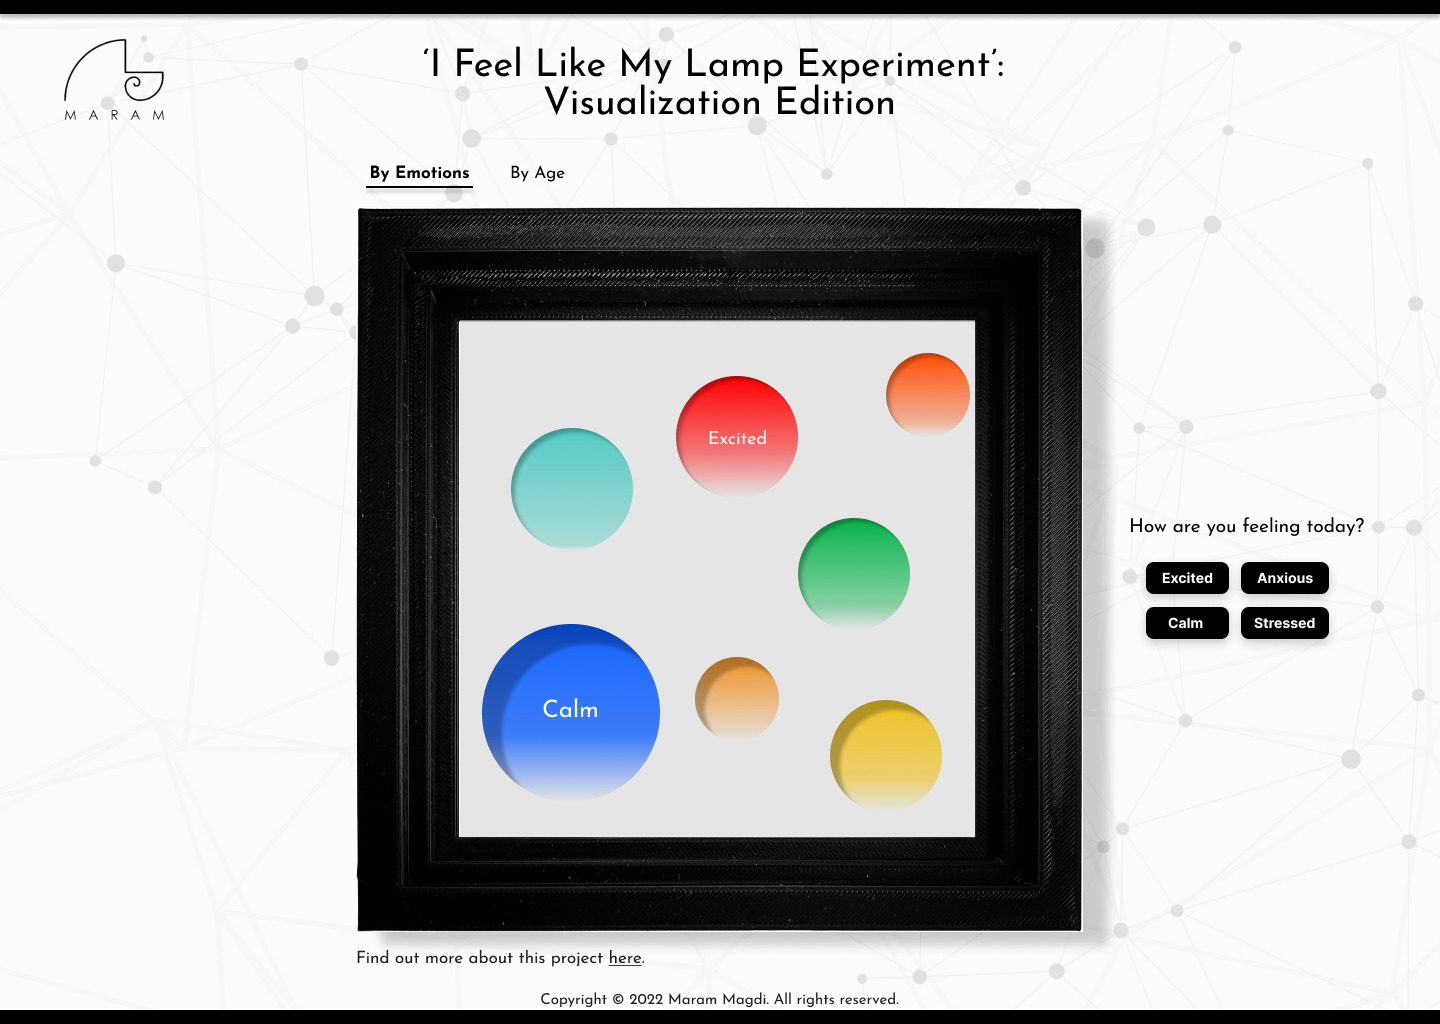 MARAM
‘I Feel Like My Lamp Experiment’:
Visualization Edition
By Emotions
By Age
Excited
Calm
How are you feeling today?
Excited
Anxious
Calm
Stressed
Find out more about this project here.
Copyright © 2022 Maram Magdi. All rights reserved.